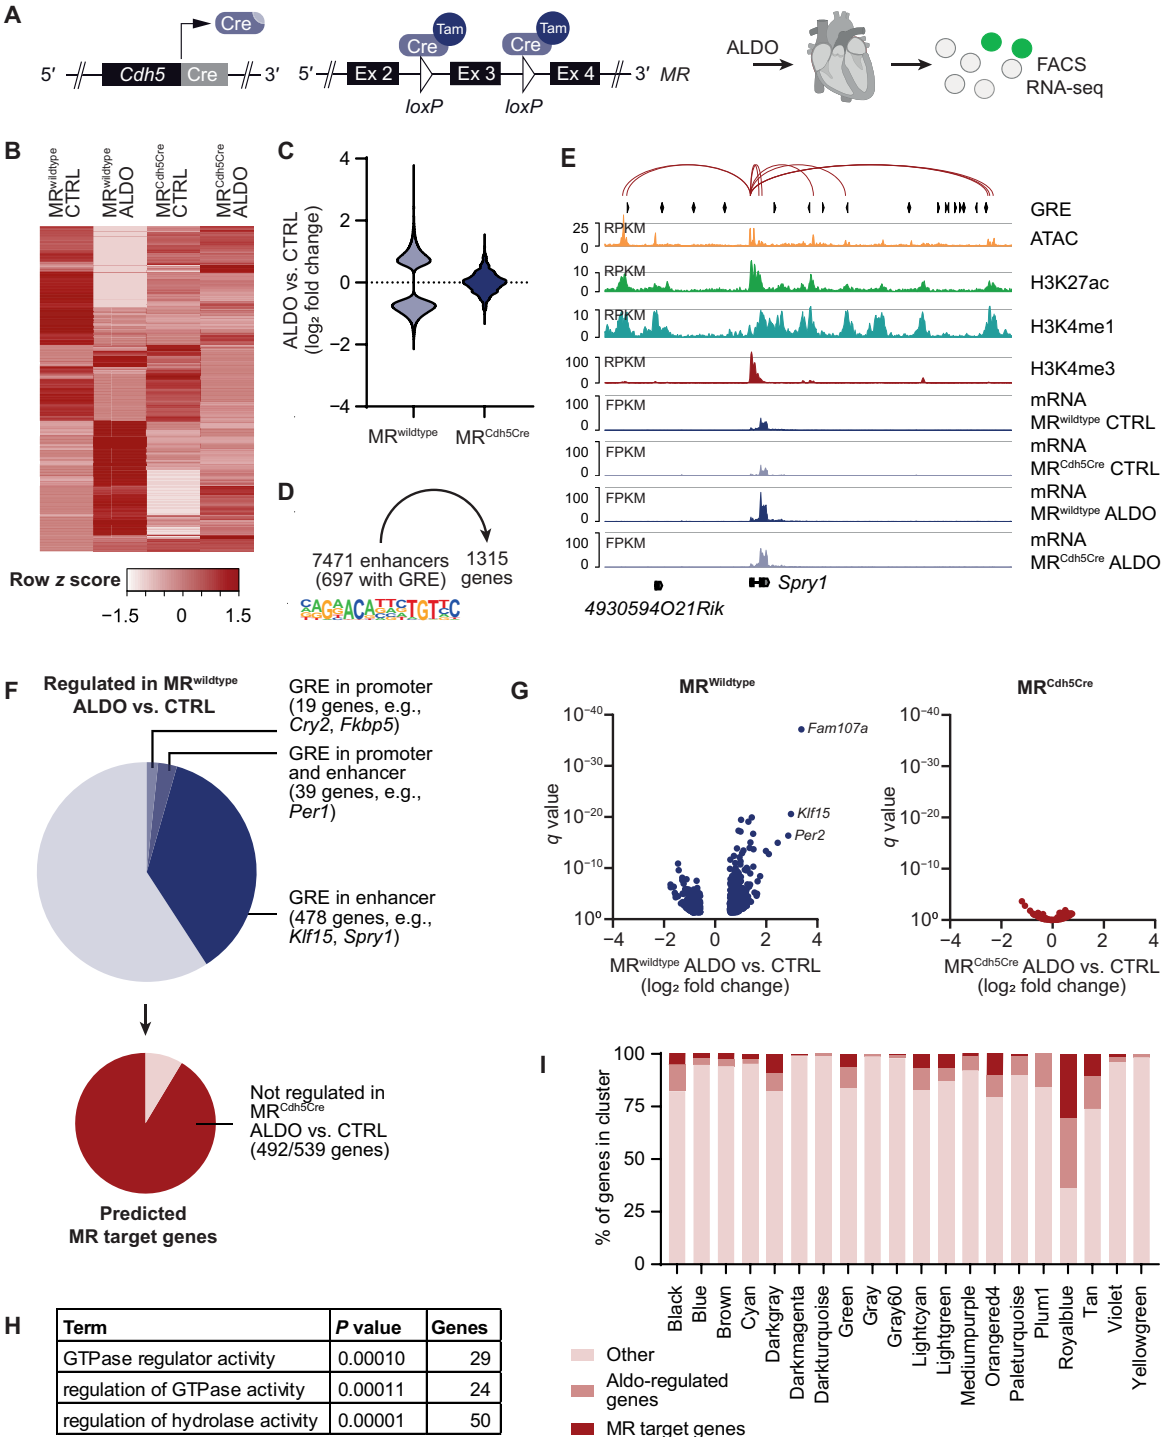 A
Cre
5′
Cdh5
Cre
3′
Tam
Cre
Tam
Cre
5′
Ex 2
Ex 3
Ex 4
3′
MR
loxP
loxP
ALDO
FACS
RNA-seq
B
MRwildtype
CTRL
MRwildtype
ALDO
MRCdh5Cre
CTRL
MRCdh5Cre
ALDO
Row z score
−1.5
0
1.5
C
ALDO vs. CTRL
(log₂ fold change)
4
2
0
−2
−4
MRwildtype
MRCdh5Cre
D
7471 enhancers
(697 with GRE)
1315
genes
E
GRE
25
0
RPKM
ATAC
10
0
RPKM
H3K27ac
10
0
RPKM
H3K4me1
100
0
RPKM
H3K4me3
100
0
FPKM
mRNA
MRwildtype CTRL
100
0
FPKM
mRNA
MRCdh5Cre CTRL
100
0
FPKM
mRNA
MRwildtype ALDO
100
0
FPKM
mRNA
MRCdh5Cre ALDO
Spry1
4930594O21Rik
F
Regulated in MRwildtype
ALDO vs. CTRL
GRE in promoter
(19 genes, e.g.,
Cry2, Fkbp5)
GRE in promoter
and enhancer
(39 genes, e.g.,
Per1)
GRE in enhancer
(478 genes, e.g.,
Klf15, Spry1)
Not regulated in
MRCdh5Cre
ALDO vs. CTRL
(492/539 genes)
Predicted
MR target genes
G
MRWildtype
q value
10⁻⁴⁰
10⁻³⁰
10⁻²⁰
10⁻¹⁰
10⁰
Fam107a
Klf15
Per2
−4
−2
0
2
4
MRwildtype ALDO vs. CTRL
(log₂ fold change)
MRCdh5Cre
q value
10⁻⁴⁰
10⁻³⁰
10⁻²⁰
10⁻¹⁰
10⁰
−4
−2
0
2
4
MRCdh5Cre ALDO vs. CTRL
(log₂ fold change)
H
Term P value Genes
GTPase regulator activity 0.00010 29
regulation of GTPase activity 0.00011 24
regulation of hydrolase activity 0.00001 50
I
% of genes in cluster
100
75
50
25
0
Black
Blue
Brown
Cyan
Darkgray
Darkmagenta
Darkturquoise
Green
Gray
Gray60
Lightcyan
Lightgreen
Mediumpurple
Orangered4
Paleturquoise
Plum1
Royalblue
Tan
Violet
Yellowgreen
Other
Aldo-regulated
genes
MR target genes